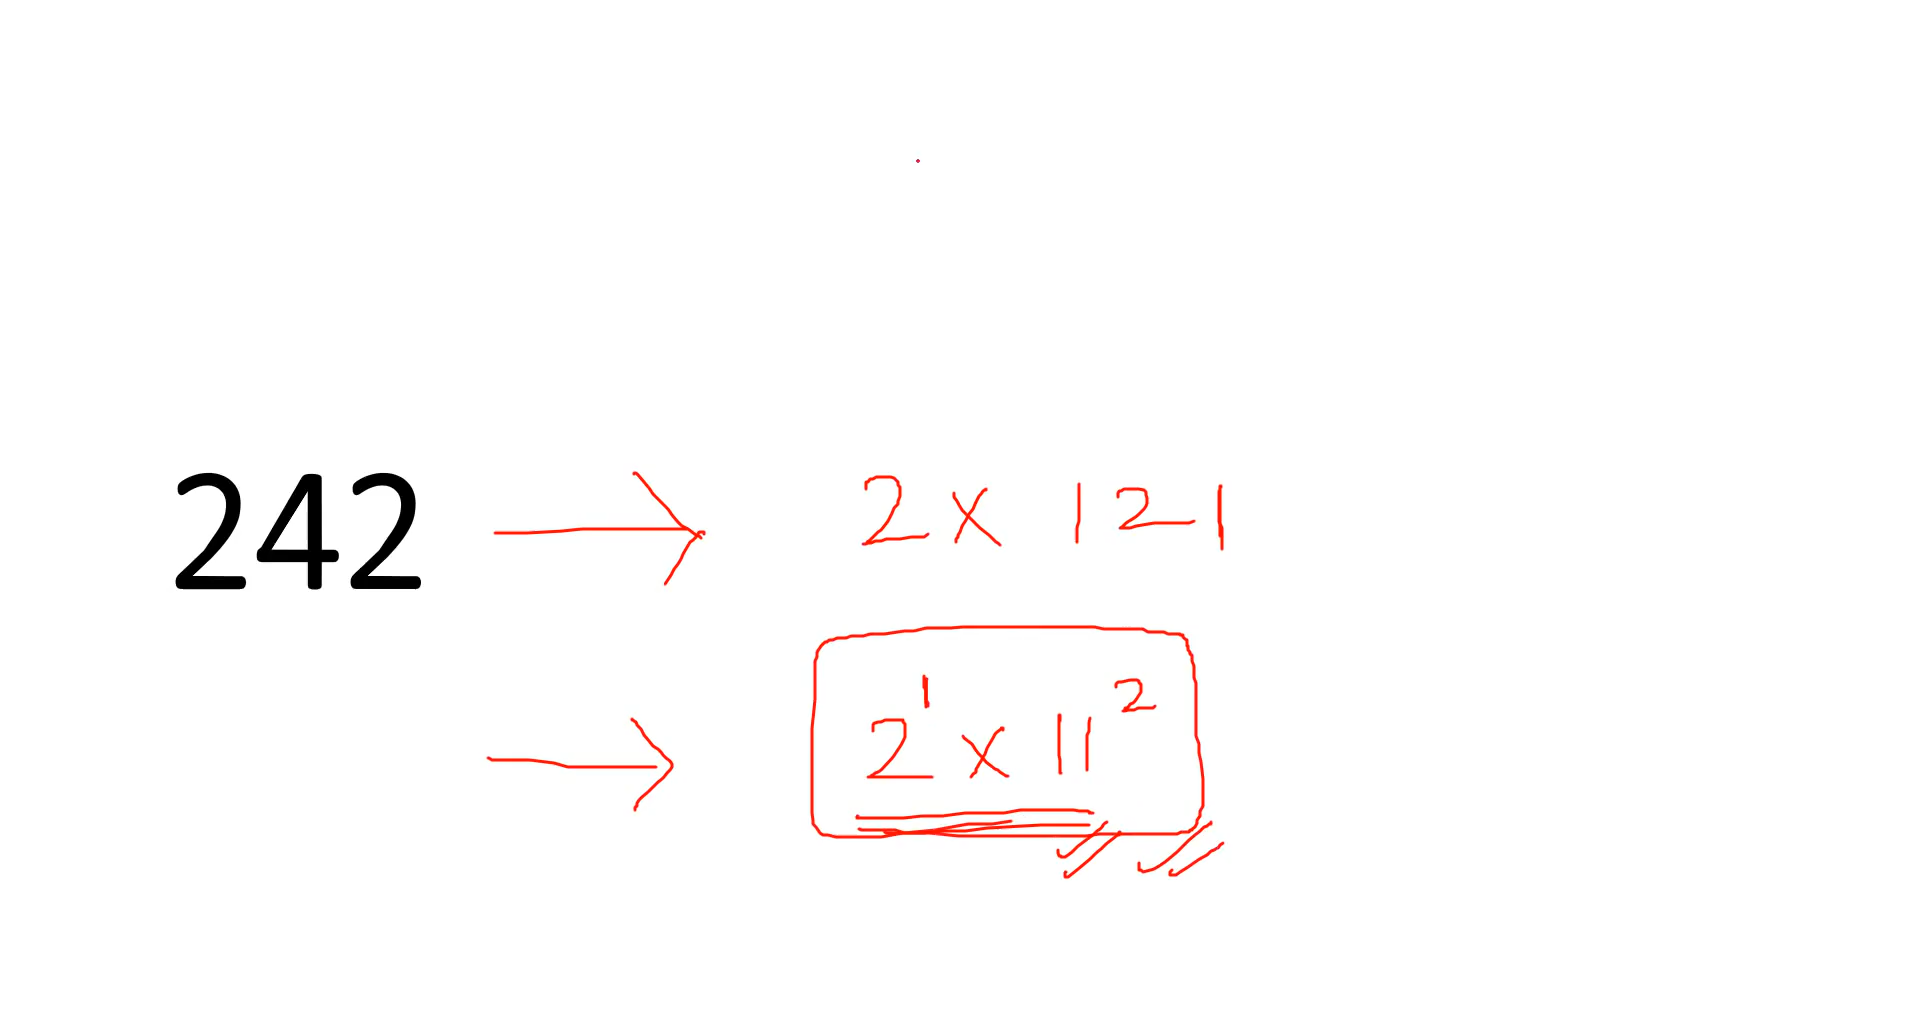 242 → 2 x 121
→ 2¹ x 11²